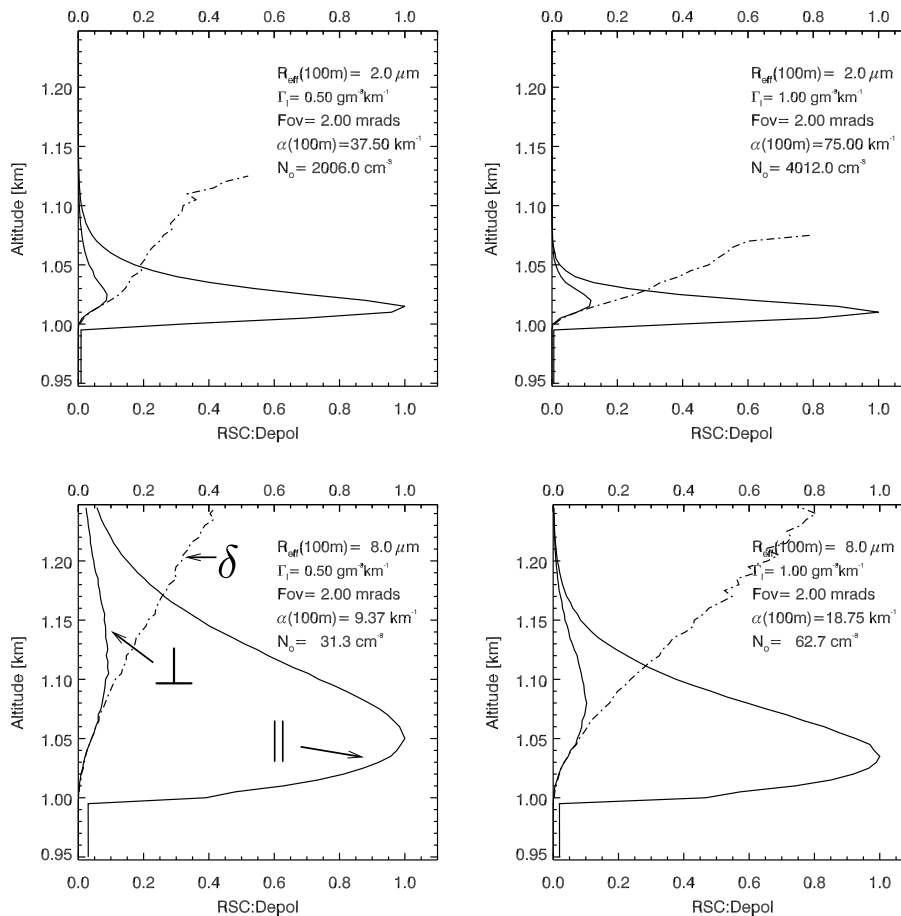 0.0 0.2 0.4 0.6 0.8 1.0
1.20
1.15
1.10
1.05
1.00
0.95
Altitude [km]
R_eff(100m)= 2.0 μm
Γ_l= 0.50 gm⁻³km⁻¹
Fov= 2.00 mrads
α(100m)=37.50 km⁻¹
N_o= 2006.0 cm⁻³
0.0 0.2 0.4 0.6 0.8 1.0
RSC:Depol
0.0 0.2 0.4 0.6 0.8 1.0
1.20
1.15
1.10
1.05
1.00
0.95
Altitude [km]
R_eff(100m)= 2.0 μm
Γ_l= 1.00 gm⁻³km⁻¹
Fov= 2.00 mrads
α(100m)=75.00 km⁻¹
N_o= 4012.0 cm⁻³
0.0 0.2 0.4 0.6 0.8 1.0
RSC:Depol
0.0 0.2 0.4 0.6 0.8 1.0
1.20
1.15
1.10
1.05
1.00
0.95
Altitude [km]
R_eff(100m)= 8.0 μm
Γ_l= 0.50 gm⁻³km⁻¹
Fov= 2.00 mrads
α(100m)= 9.37 km⁻¹
N_o= 31.3 cm⁻³
δ
⊥
||
0.0 0.2 0.4 0.6 0.8 1.0
RSC:Depol
0.0 0.2 0.4 0.6 0.8 1.0
1.20
1.15
1.10
1.05
1.00
0.95
Altitude [km]
R_eff(100m)= 8.0 μm
Γ_l= 1.00 gm⁻³km⁻¹
Fov= 2.00 mrads
α(100m)=18.75 km⁻¹
N_o= 62.7 cm⁻³
0.0 0.2 0.4 0.6 0.8 1.0
RSC:Depol